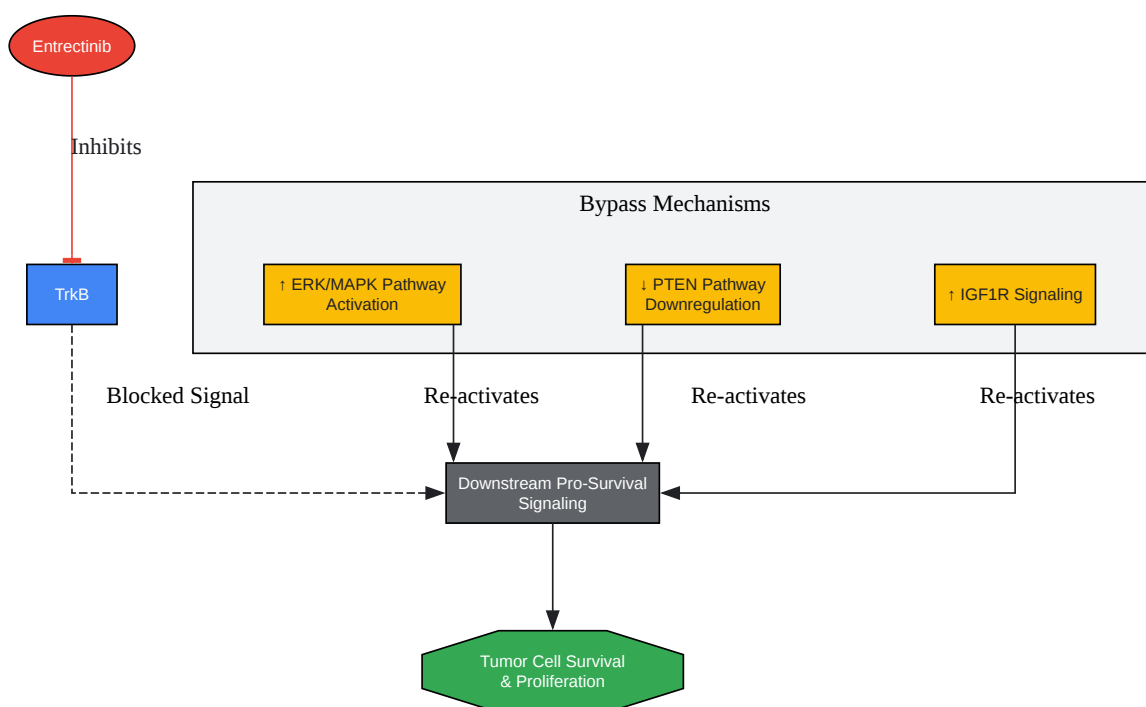 Entrectinib
Inhibits
Bypass Mechanisms
TrkB
↑ ERK/MAPK Pathway
Activation
↓ PTEN Pathway
Downregulation
↑ IGF1R Signaling
Blocked Signal
Re-activates
Re-activates
Re-activates
Downstream Pro-Survival
Signaling
Tumor Cell Survival
& Proliferation